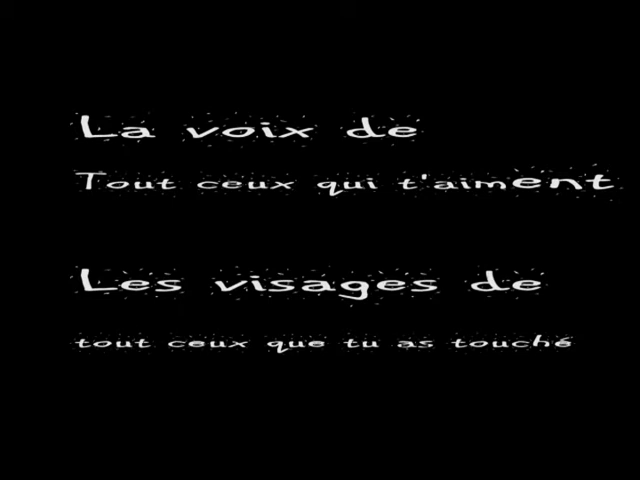 La voix de
Tout ceux qui t'aiment
Les visages de
tout ceux que tu as touché